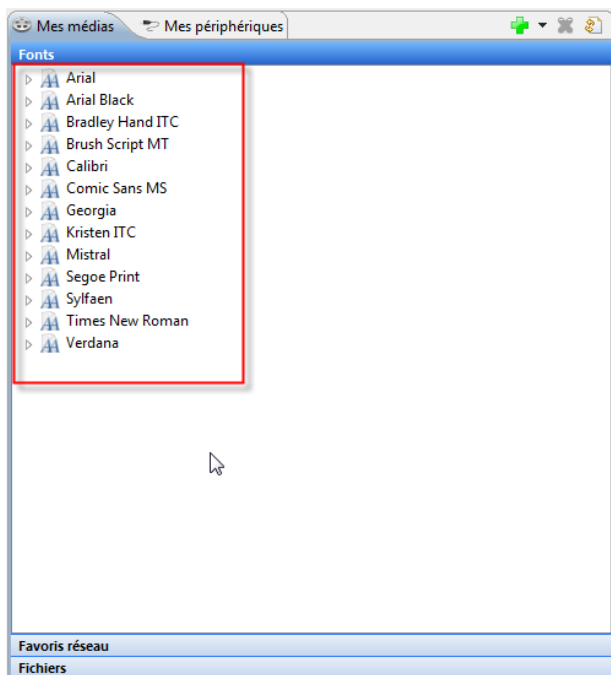 Mes médias Mes périphériques
Fonts
Arial
Arial Black
Bradley Hand ITC
Brush Script MT
Calibri
Comic Sans MS
Georgia
Kristen ITC
Mistral
Segoe Print
Sylfaen
Times New Roman
Verdana
Favoris réseau
Fichiers